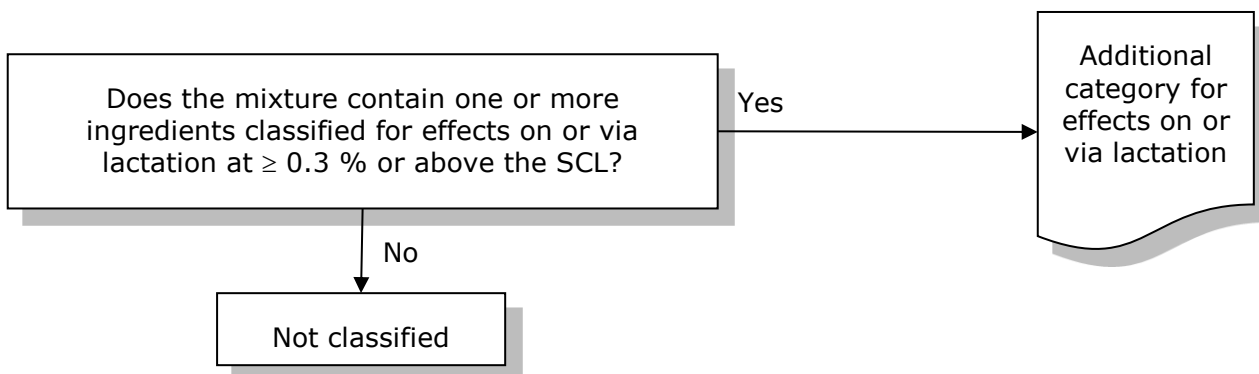 Does the mixture contain one or more
ingredients classified for effects on or via
lactation at ≥ 0.3 % or above the SCL?
Yes
Additional
category for
effects on or
via lactation
No
Not classified